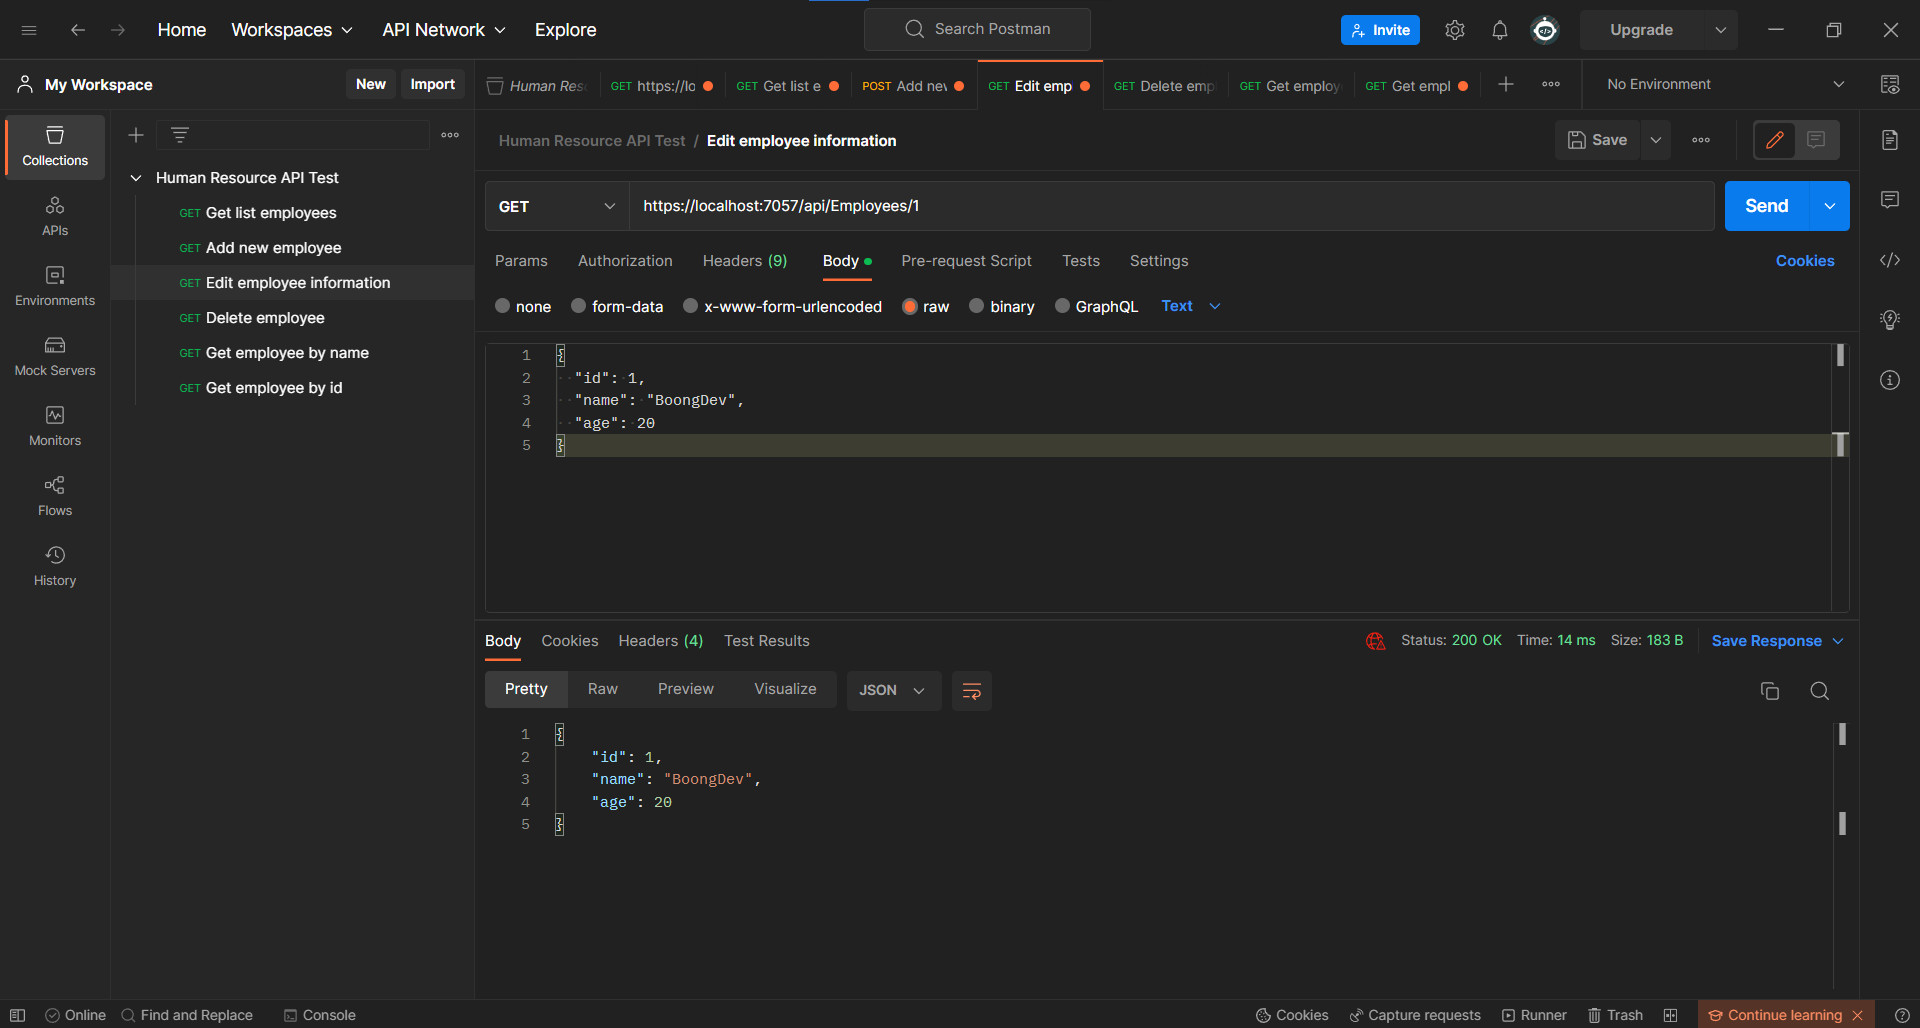 Home Workspaces API Network Explore Search Postman Invite Upgrade
My Workspace New Import
Human Res GET https://lo GET Get list e POST Add nev GET Edit emp GET Delete emp GET Get employ GET Get empl No Environment
Collections
APIs
Environments
Mock Servers
Monitors
Flows
History
Human Resource API Test
GET Get list employees
GET Add new employee
GET Edit employee information
GET Delete employee
GET Get employee by name
GET Get employee by id
Human Resource API Test / Edit employee information Save
GET https://localhost:7057/api/Employees/1 Send
Params Authorization Headers (9) Body Pre-request Script Tests Settings Cookies
none form-data x-www-form-urlencoded raw binary GraphQL Text
1 {
2 "id": 1,
3 "name": "BoongDev",
4 "age": 20
5 }
Body Cookies Headers (4) Test Results Status: 200 OK Time: 14 ms Size: 183 B Save Response
Pretty Raw Preview Visualize JSON
1 {
2 "id": 1,
3 "name": "BoongDev",
4 "age": 20
5 }
Online Find and Replace Console Cookies Capture requests Runner Trash Continue learning